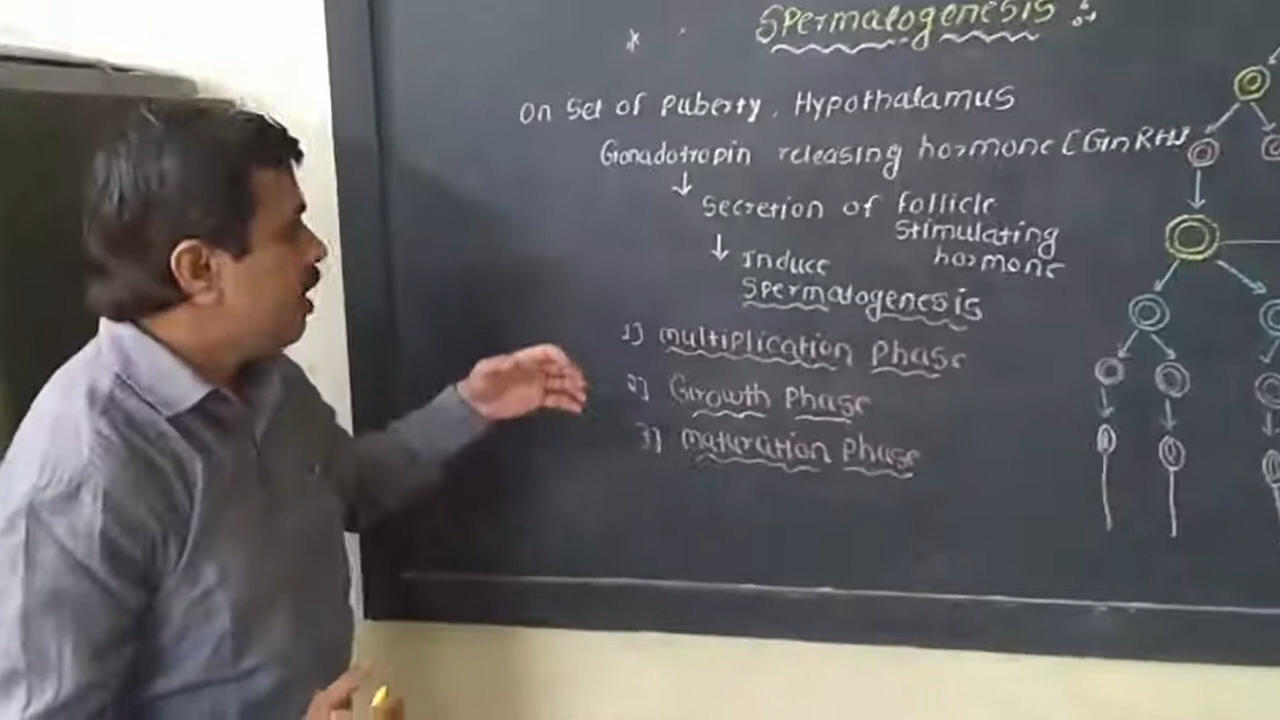 Spermatogenesis :
On Set of Puberty, Hypothalamus
Gonadotropin releasing hormone [GnRH]
↓ Secretion of Follicle
Stimulating
hormone
↓ Induce
Spermatogenesis
1) Multiplication Phase
2) Growth Phase
3) Maturation Phase